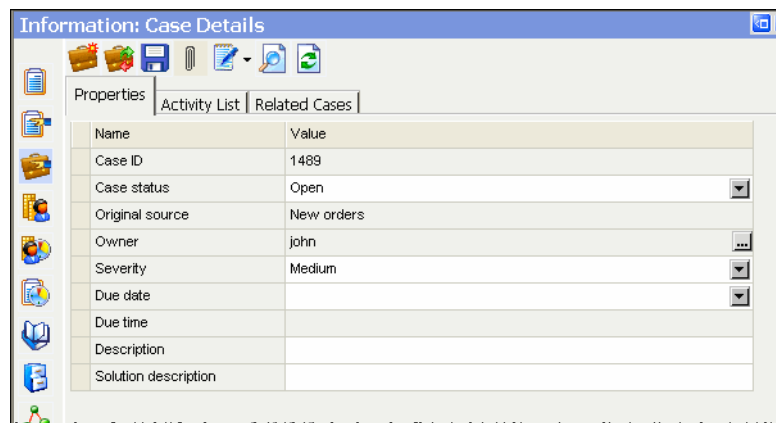 Information: Case Details
Properties Activity List Related Cases
Name Value
Case ID 1489
Case status Open
Original source New orders
Owner john
Severity Medium
Due date
Due time
Description
Solution description